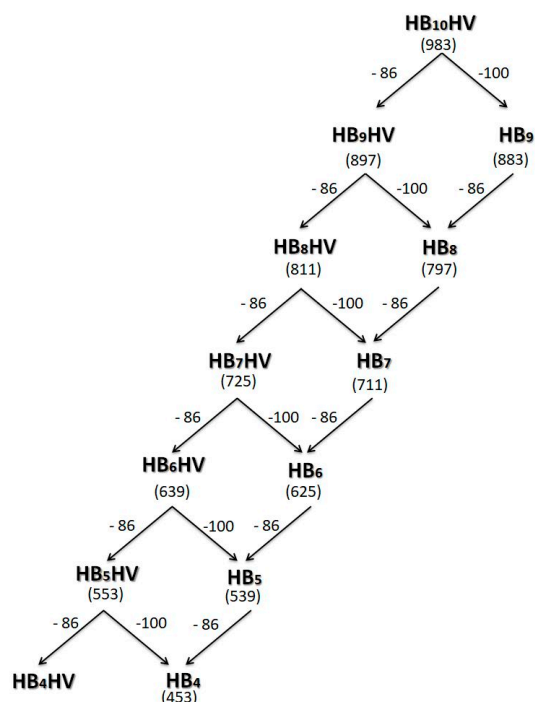 HB₁₀HV
(983)
- 86 -100
HB₉HV HB₉
(897) (883)
- 86 -100 - 86
HB₈HV HB₈
(811) (797)
- 86 -100 - 86
HB₇HV HB₇
(725) (711)
- 86 -100 - 86
HB₆HV HB₆
(639) (625)
- 86 -100 - 86
HB₅HV HB₅
(553) (539)
- 86 -100 - 86
HB₄HV HB₄
(453)